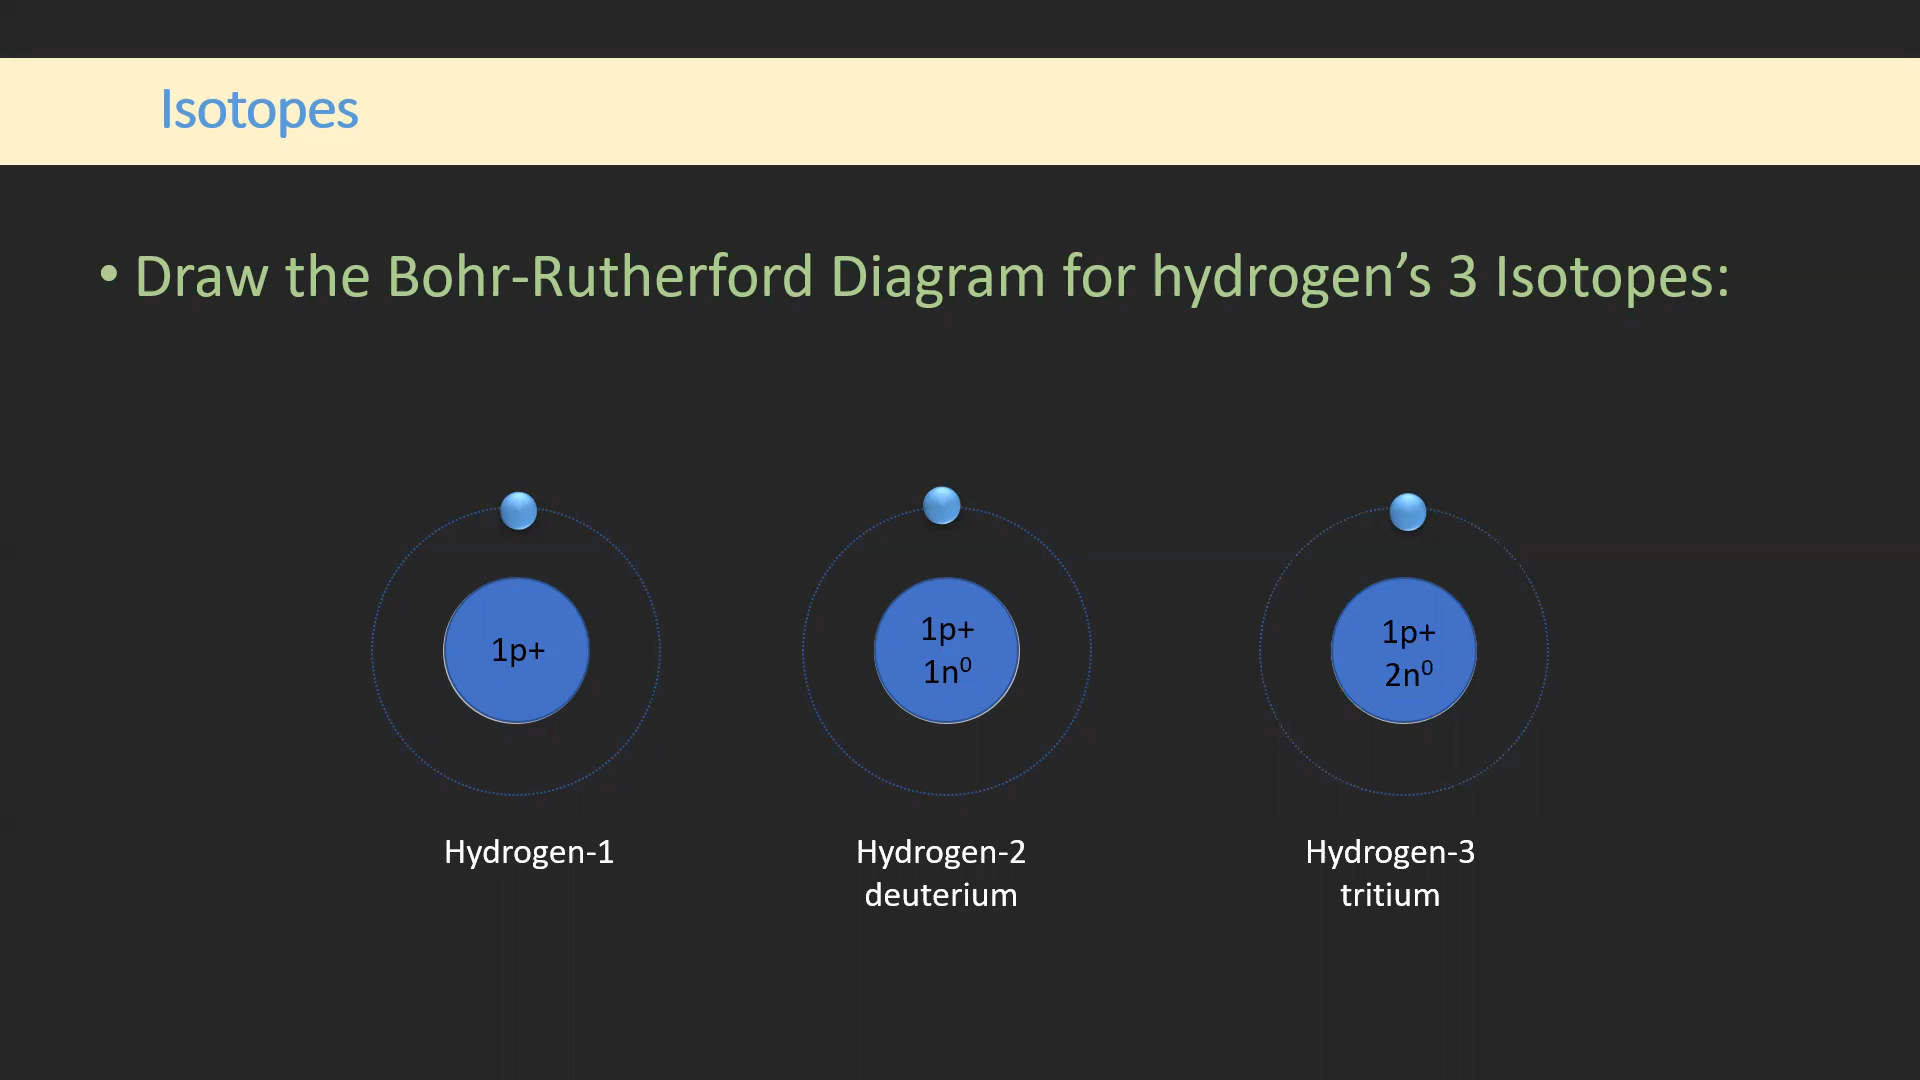 Isotopes
• Draw the Bohr-Rutherford Diagram for hydrogen’s 3 Isotopes:
1p+
1p+
1n⁰
1p+
2n⁰
Hydrogen-1
Hydrogen-2
deuterium
Hydrogen-3
tritium